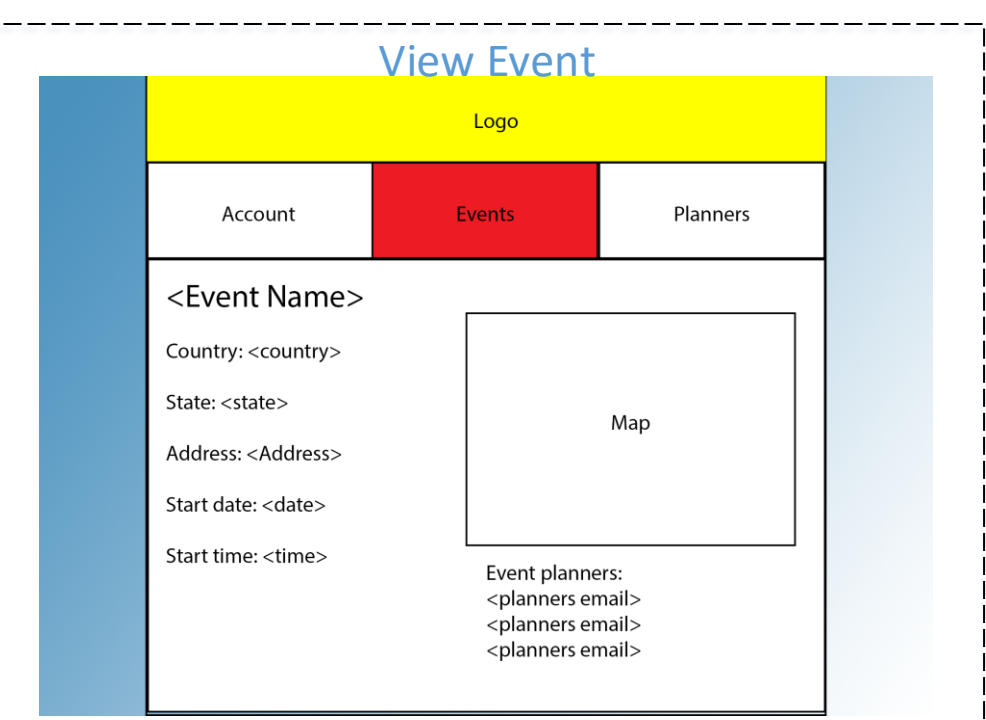 View Event
Logo
Account
Events
Planners
<Event Name>
Country: <country>
State: <state>
Address: <Address>
Start date: <date>
Start time: <time>
Map
Event planners:
<planners email>
<planners email>
<planners email>